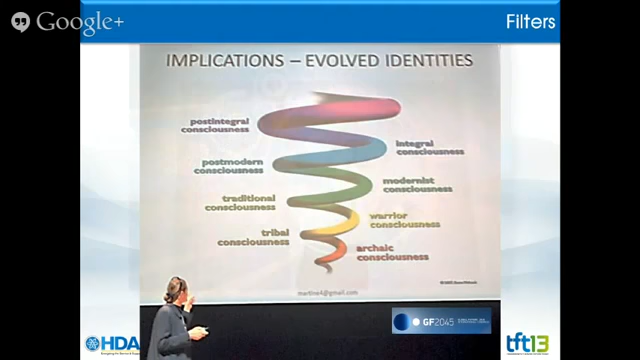 Google+
Filters
IMPLICATIONS – EVOLVED IDENTITIES
postintegral
consciousness
integral
consciousness
postmodern
consciousness
modernist
consciousness
traditional
consciousness
warrior
consciousness
tribal
consciousness
archaic
consciousness
martine4@gmail.com
GF2045
HDA
tft13